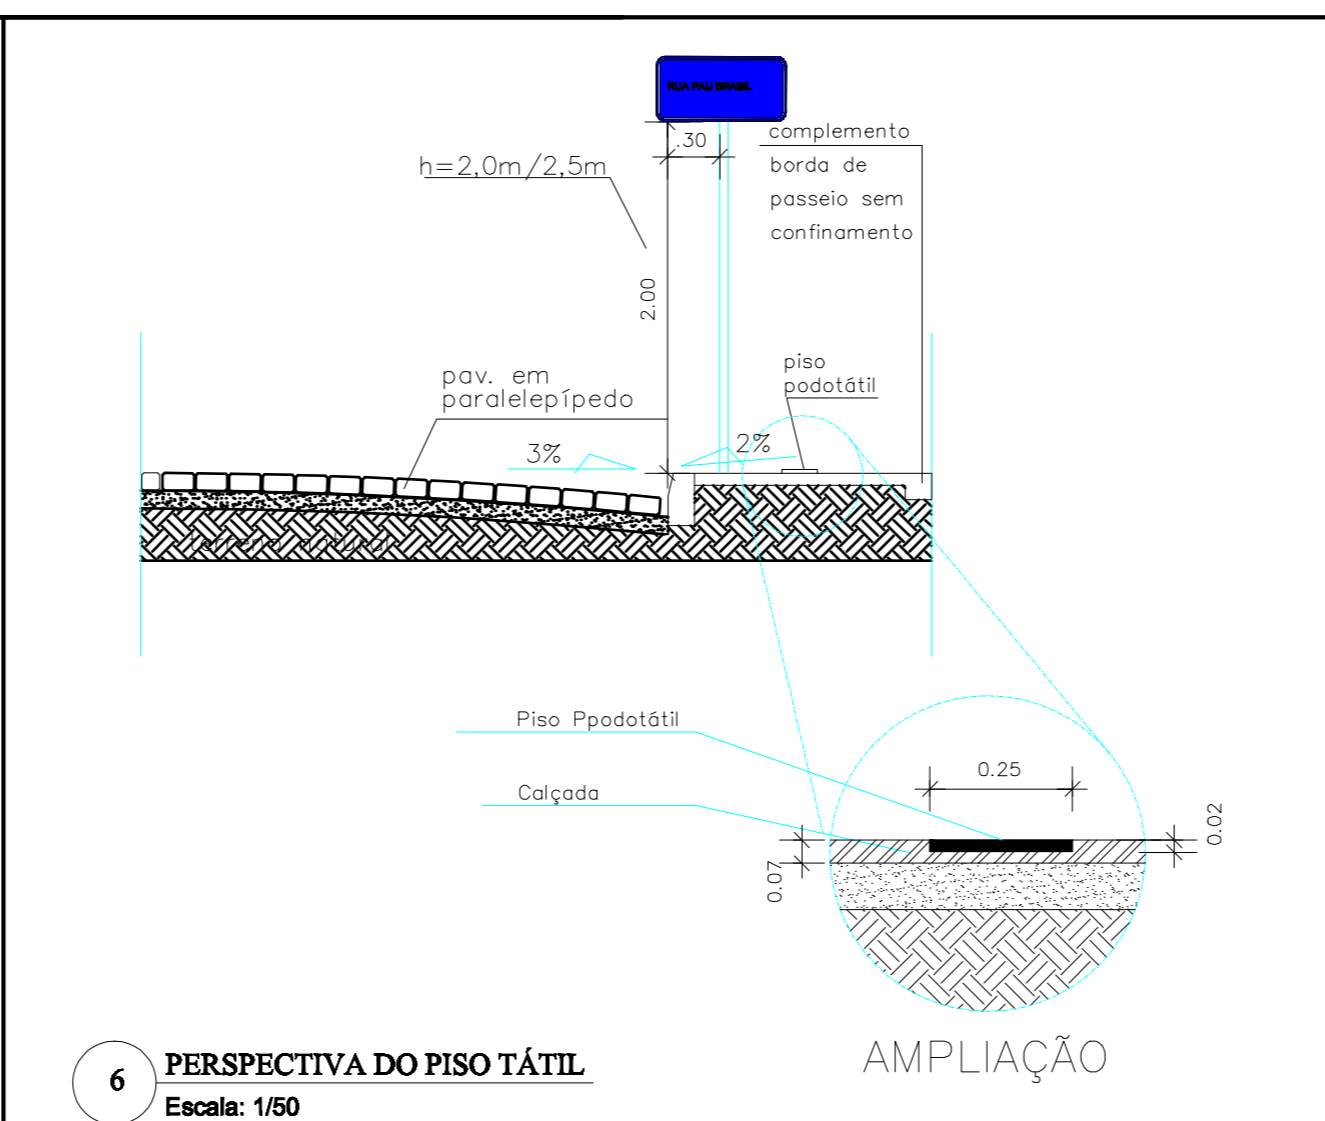 RUA PAU BRASIL
.30
complemento
borda de
passeio sem
confinamento
h=2,0m/2,5m
2.00
piso
podotátil
pav. em
paralelepípedo
3%
2%
terreno natural
Piso Ppodotátil
Calçada
0.25
0.02
0.07
AMPLIAÇÃO
6
PERSPECTIVA DO PISO TÁTIL
Escala: 1/50